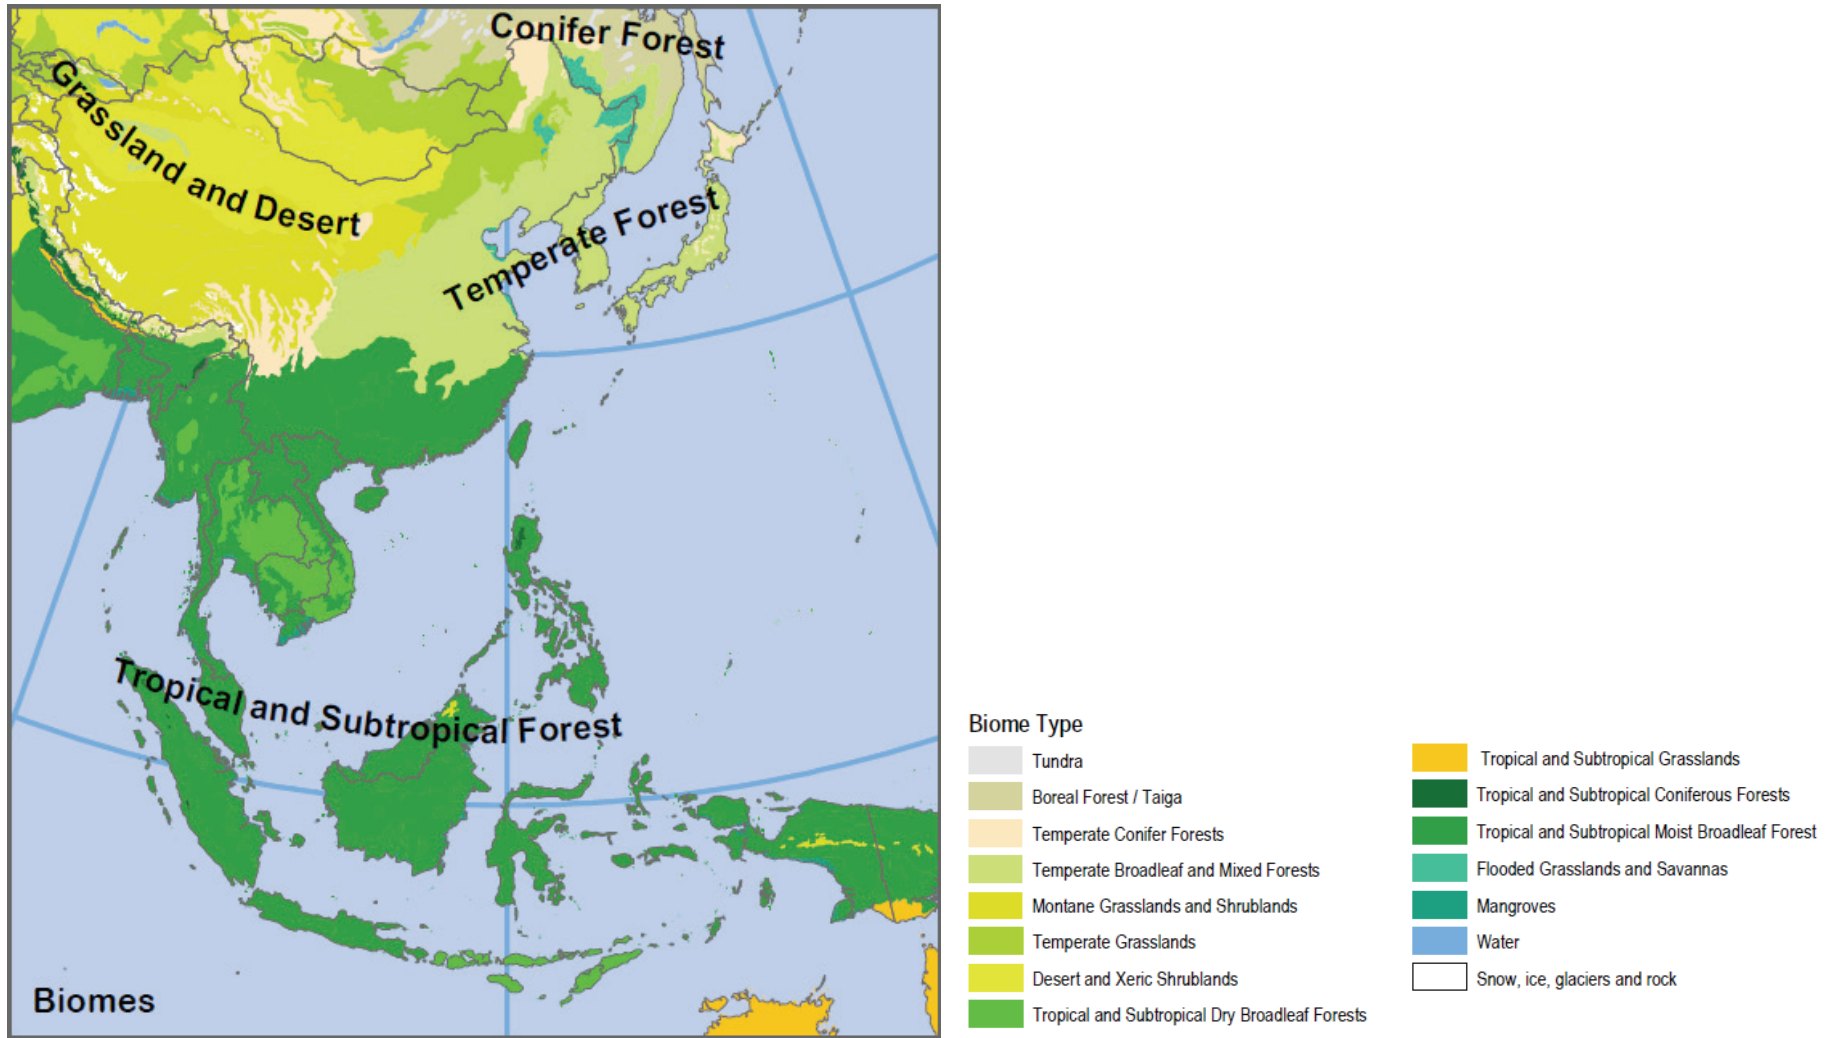 Conifer Forest
Grassland and Desert
Temperate Forest
Tropical and Subtropical Forest
Biomes
Biome Type
Tundra
Boreal Forest / Taiga
Temperate Conifer Forests
Temperate Broadleaf and Mixed Forests
Montane Grasslands and Shrublands
Temperate Grasslands
Desert and Xeric Shrublands
Tropical and Subtropical Dry Broadleaf Forests
Tropical and Subtropical Grasslands
Tropical and Subtropical Coniferous Forests
Tropical and Subtropical Moist Broadleaf Forest
Flooded Grasslands and Savannas
Mangroves
Water
Snow, ice, glaciers and rock